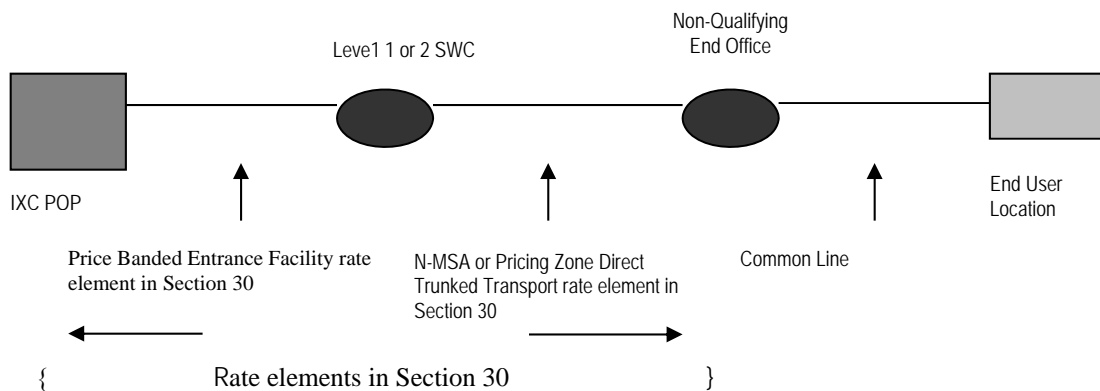 Non-Qualifying
End Office
Leve1 1 or 2 SWC
IXC POP
End User
Location
Price Banded Entrance Facility rate
element in Section 30
N-MSA or Pricing Zone Direct
Trunked Transport rate element in
Section 30
Common Line
{ Rate elements in Section 30 }